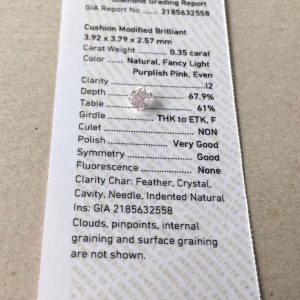 Diamond Grading Report
GIA Report No. 2185632558
Cushion Modified Brilliant
3.92 x 3.79 x 2.57 mm
Carat Weight 0.35 carat
Color Natural, Fancy Light
Purplish Pink, Even
Clarity I2
Depth 67.9%
Table 61%
Girdle THK to ETK, F
Culet NON
Polish Very Good
Symmetry Good
Fluorescence None
Clarity Char: Feather, Crystal,
Cavity, Needle, Indented Natural
Ins: GIA 2185632558
Clouds, pinpoints, internal
graining and surface graining
are not shown.